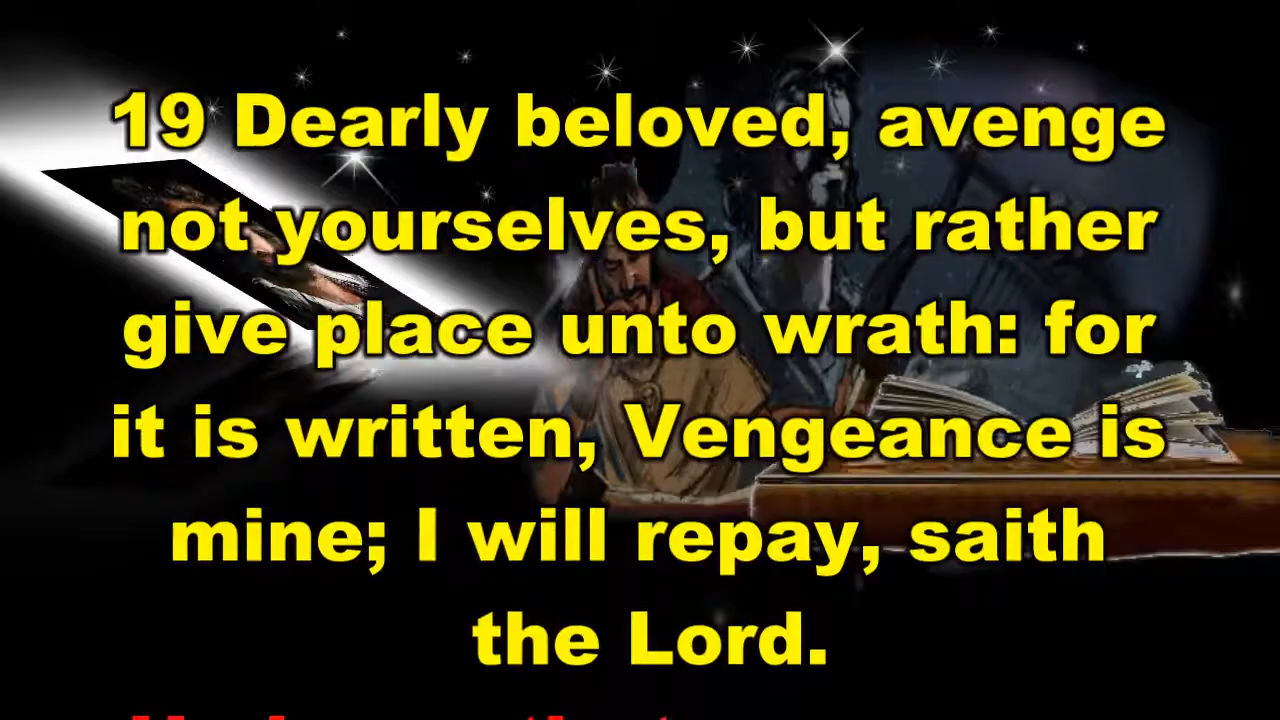 19 Dearly beloved, avenge
not yourselves, but rather
give place unto wrath: for
it is written, Vengeance is
mine; I will repay, saith
the Lord.